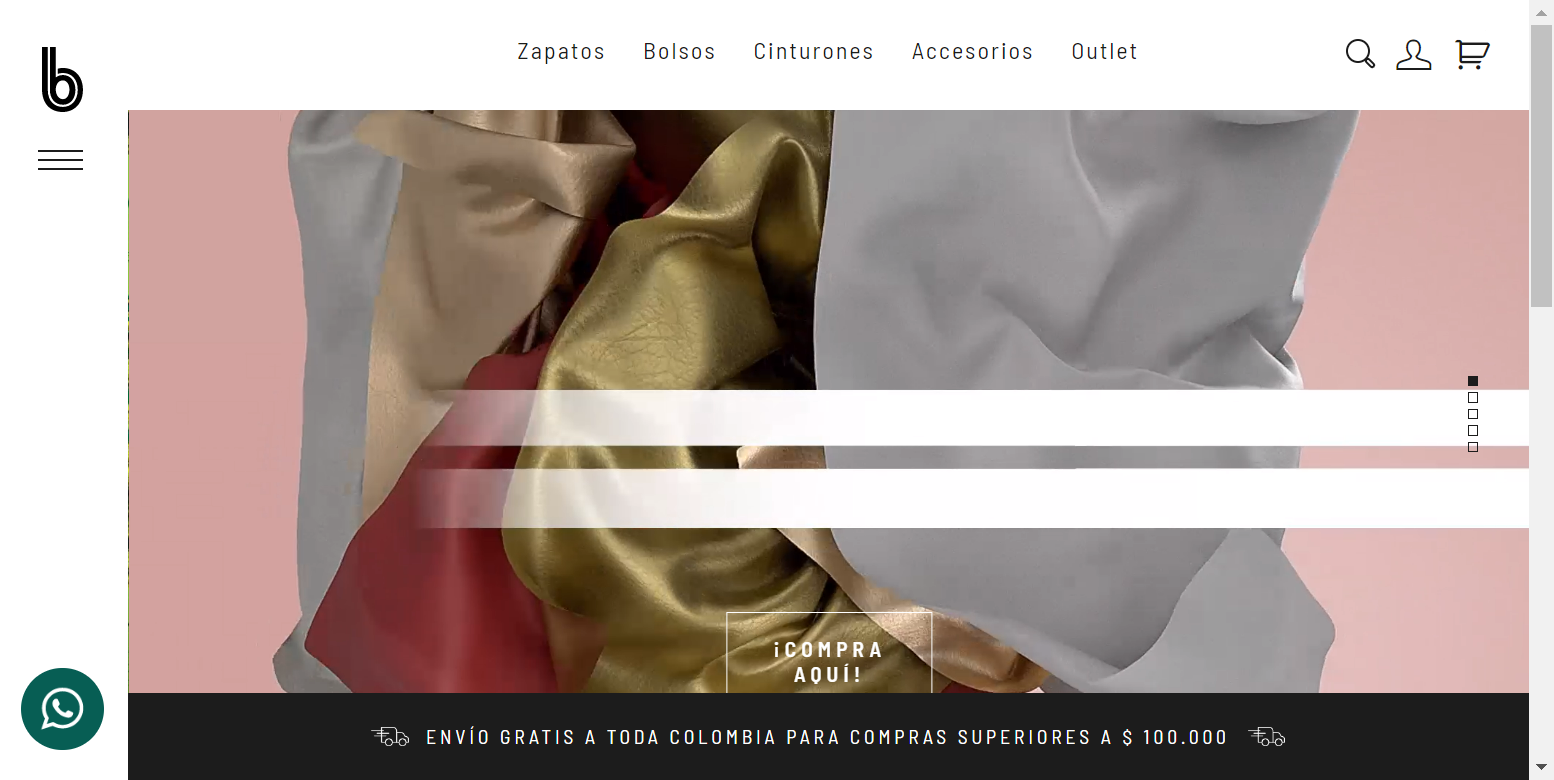 b
Zapatos Bolsos Cinturones Accesorios Outlet
¡COMPRA
AQUÍ!
ENVÍO GRATIS A TODA COLOMBIA PARA COMPRAS SUPERIORES A $ 100.000